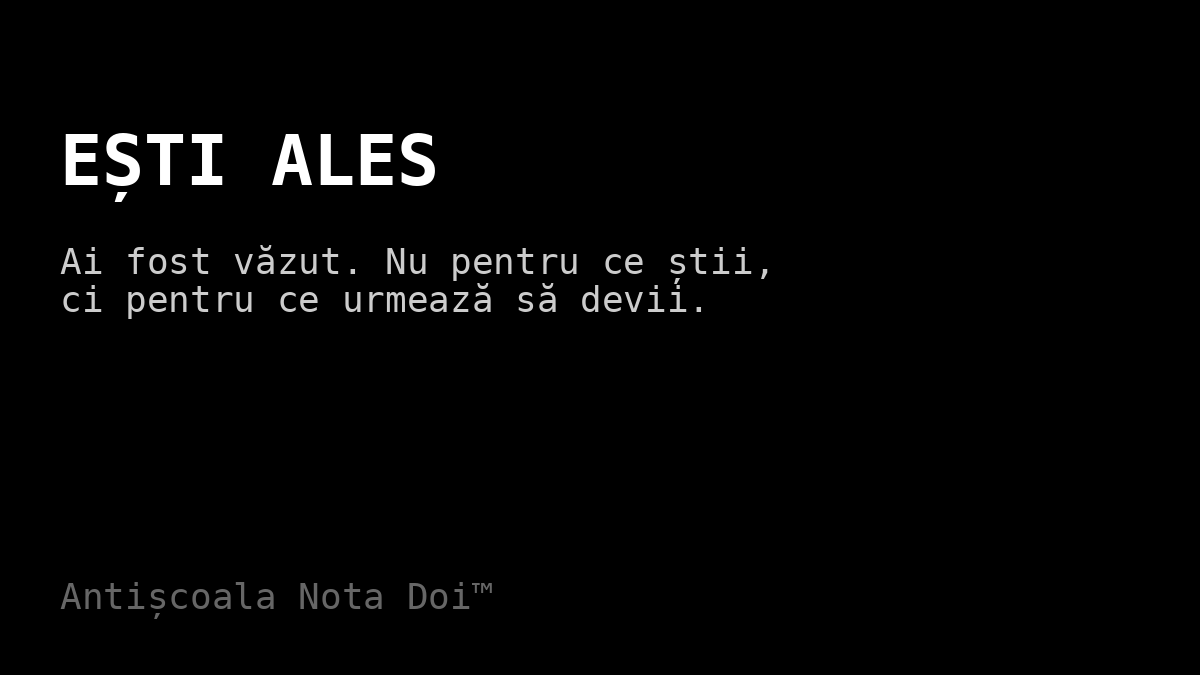 EȘTI ALES
Ai fost văzut. Nu pentru ce știi,
ci pentru ce urmează să devii.
Antișcoala Nota Doi™